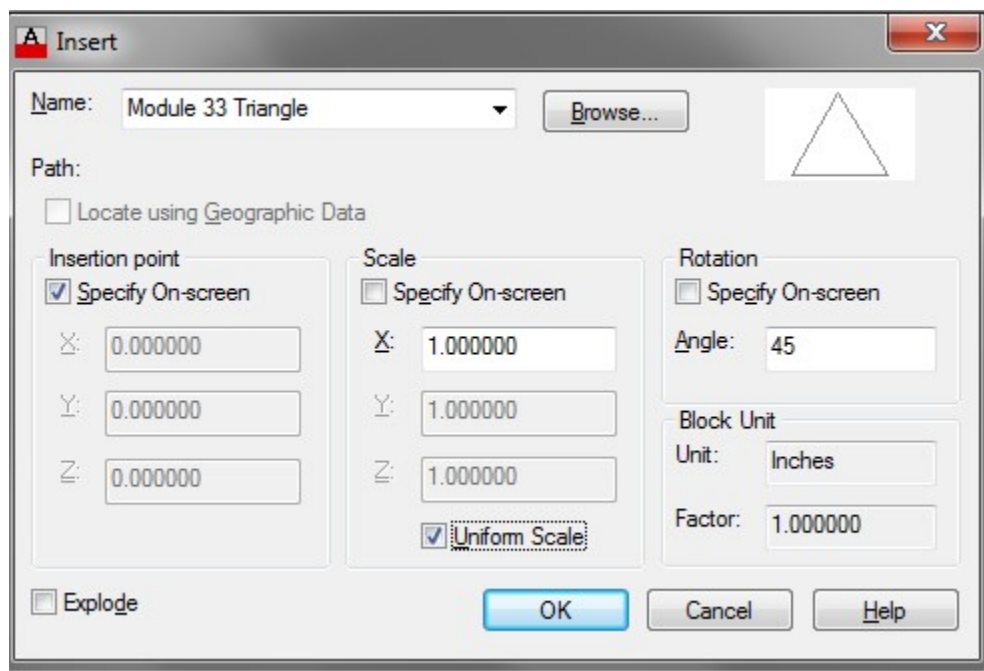 A Insert X
Name: Module 33 Triangle Browse...
Path:
Locate using Geographic Data
Insertion point
Specify On-screen
X: 0.000000
Y: 0.000000
Z: 0.000000
Scale
Specify On-screen
X: 1.000000
Y: 1.000000
Z: 1.000000
Uniform Scale
Rotation
Specify On-screen
Angle: 45
Block Unit
Unit: Inches
Factor: 1.000000
Explode OK Cancel Help